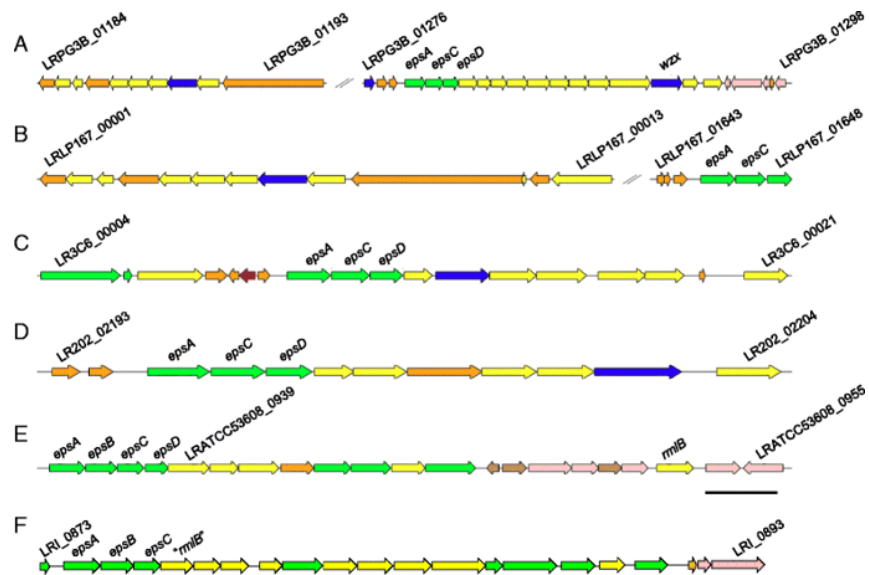 A
LRPG3B_01184
LRPG3B_01193
LRPG3B_01276
epsA
epsC
epsD
wzx
LRPG3B_01298
B
LRLP167_00001
LRLP167_00013
LRLP167_01643
epsA
epsC
LRLP167_01648
C
LR3C6_00004
epsA
epsC
epsD
LR3C6_00021
D
LR202_02193
epsA
epsC
epsD
LR202_02204
E
epsA
epsB
epsC
epsD
LRATCC53608_0939
rmlB
LRATCC53608_0955
F
LRI_0873
epsA
epsB
epsC
"rmlB"
LRI_0893